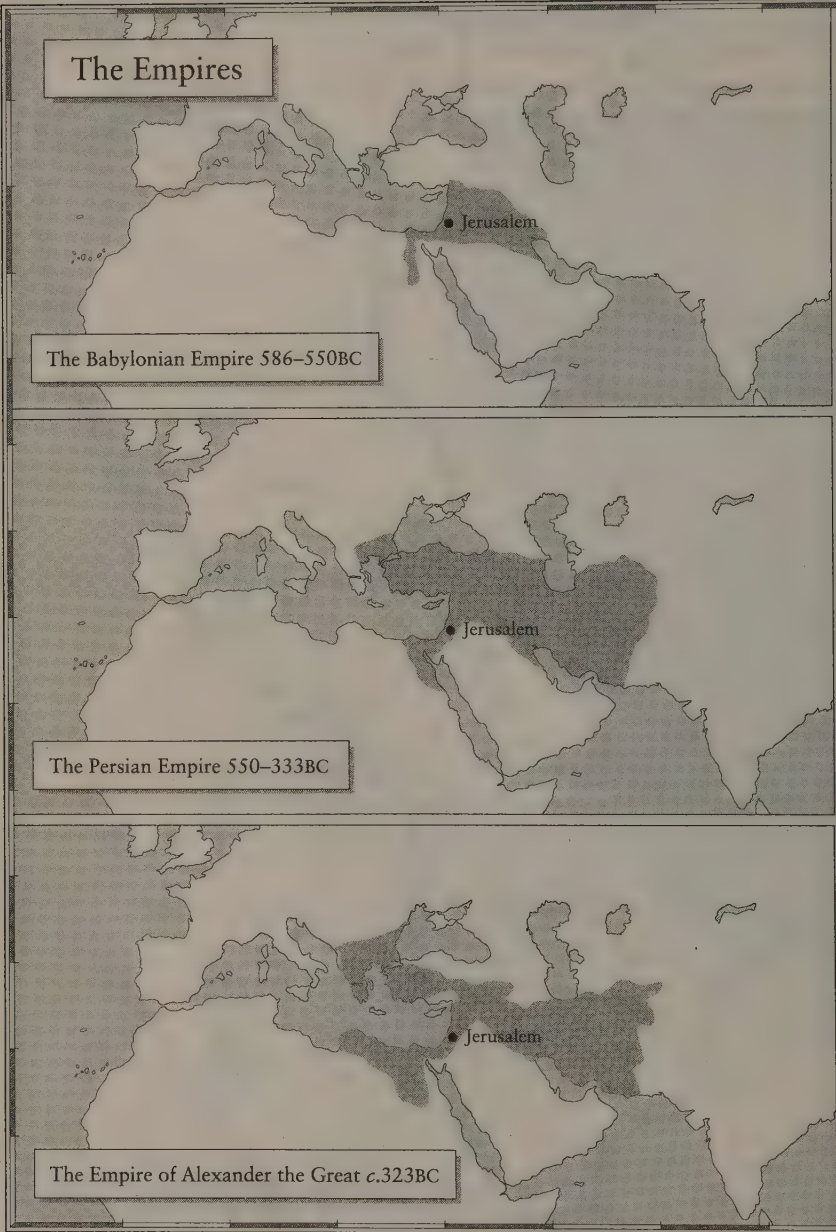 The Empires
Jerusalem
The Babylonian Empire 586–550BC
Jerusalem
The Persian Empire 550–333BC
Jerusalem
The Empire of Alexander the Great c.323BC